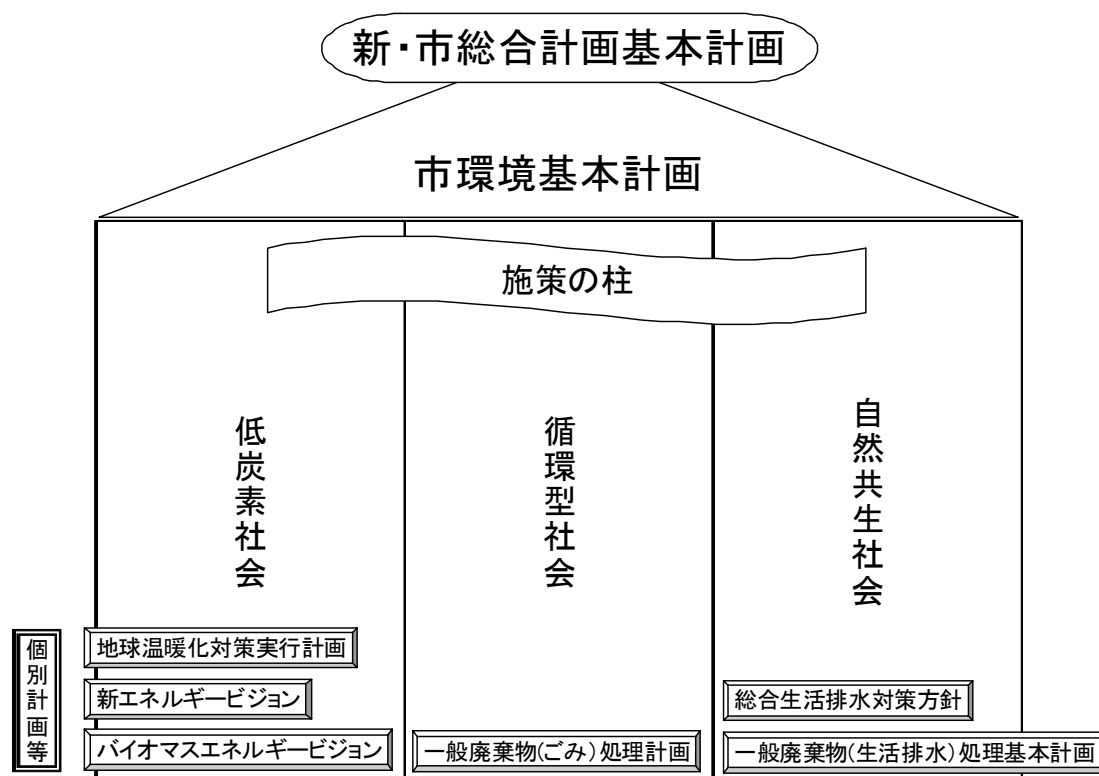 新・市総合計画基本計画
市環境基本計画
施策の柱
低炭素社会
循環型社会
自然共生社会
個別計画等
地球温暖化対策実行計画
新エネルギービジョン
バイオマスエネルギービジョン
一般廃棄物(ごみ)処理計画
総合生活排水対策方針
一般廃棄物(生活排水)処理基本計画